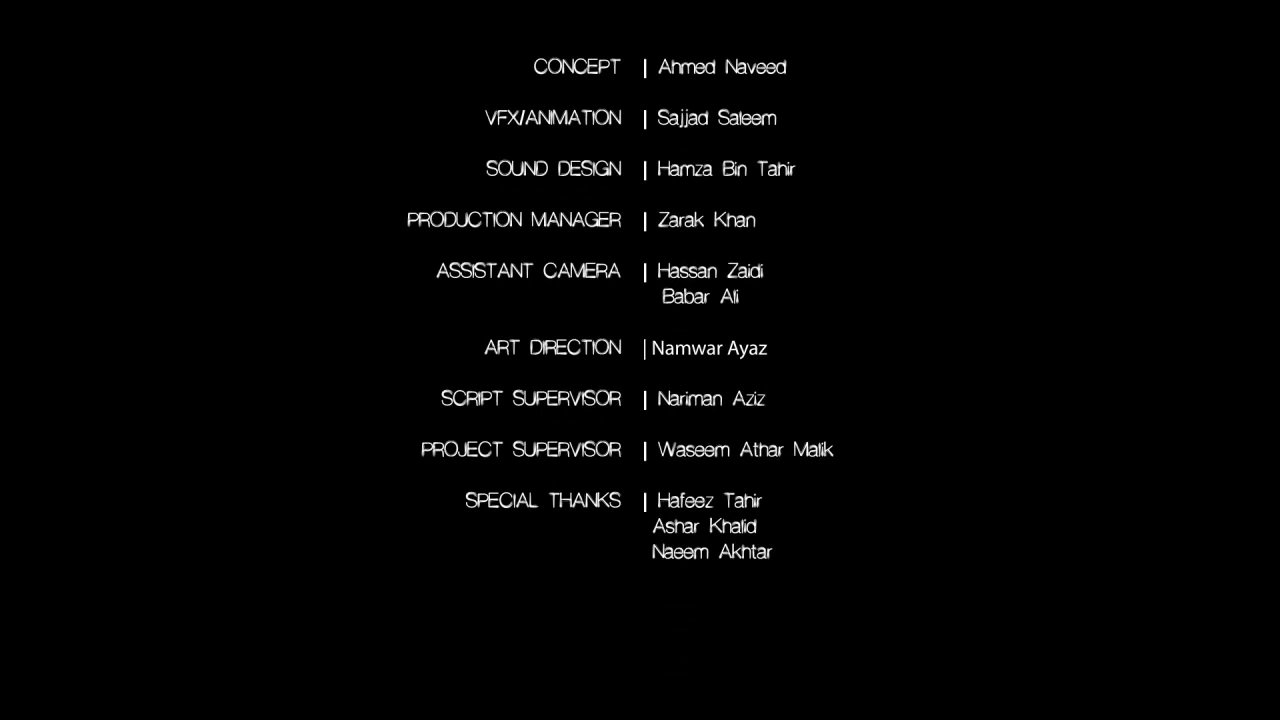 CONCEPT | Ahmed Naveed
VFX/ANIMATION | Sajjad Saleem
SOUND DESIGN | Hamza Bin Tahir
PRODUCTION MANAGER | Zarak Khan
ASSISTANT CAMERA | Hassan Zaidi
Babar Ali
ART DIRECTION | Namwar Ayaz
SCRIPT SUPERVISOR | Nariman Aziz
PROJECT SUPERVISOR | Waseem Athar Malik
SPECIAL THANKS | Hafeez Tahir
Ashar Khalid
Naeem Akhtar